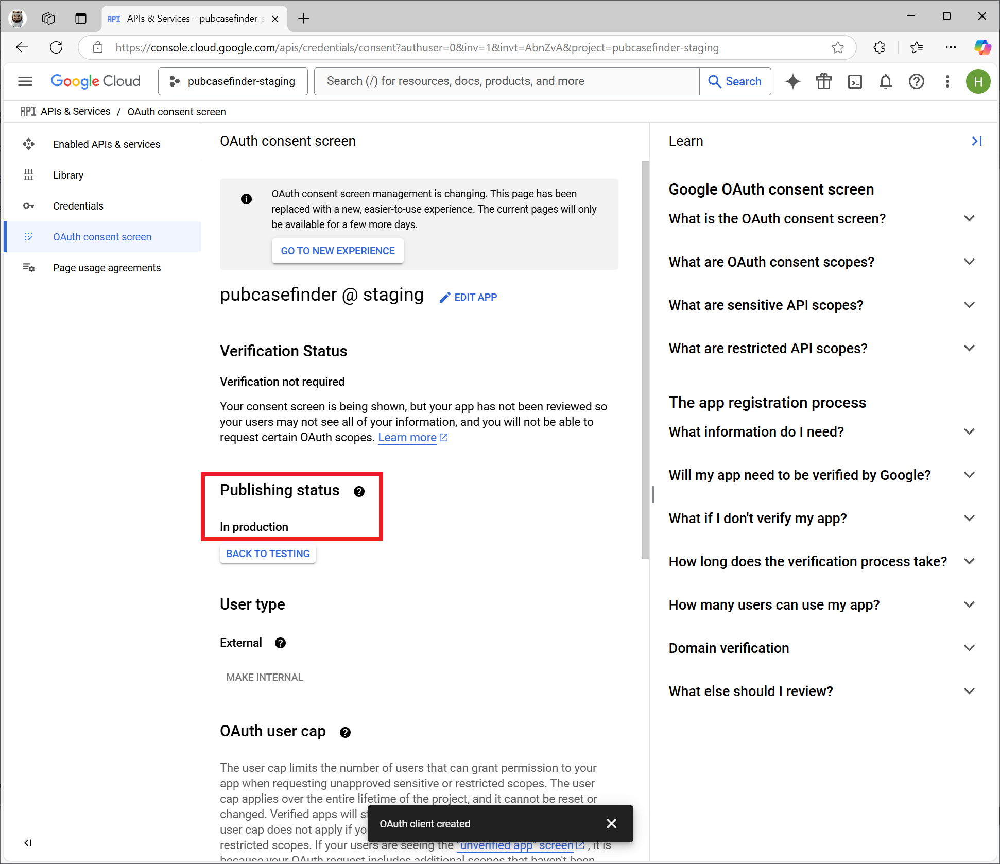 API APIs & Services – pubcasefinder-s
https://console.cloud.google.com/apis/credentials/consent?authuser=0&inv=1&invt=AbnZvA&project=pubcasefinder-staging
Google Cloud
pubcasefinder-staging
Search (/) for resources, docs, products, and more
Search
H
API APIs & Services / OAuth consent screen
Enabled APIs & services
Library
Credentials
OAuth consent screen
Page usage agreements
OAuth consent screen
OAuth consent screen management is changing. This page has been
replaced with a new, easier-to-use experience. The current pages will only
be available for a few more days.
GO TO NEW EXPERIENCE
pubcasefinder @ staging
EDIT APP
Verification Status
Verification not required
Your consent screen is being shown, but your app has not been reviewed so
your users may not see all of your information, and you will not be able to
request certain OAuth scopes. Learn more
Publishing status
In production
BACK TO TESTING
User type
External
MAKE INTERNAL
OAuth user cap
The user cap limits the number of users that can grant permission to your
app when requesting unapproved sensitive or restricted scopes. The user
cap applies over the entire lifetime of the project, and it cannot be reset or
changed. Verified apps will
user cap does not apply if
restricted scopes. If your users are seeing the "unverified app" screen , it is
because your OAuth request includes additional scopes that haven't been
OAuth client created
Learn
Google OAuth consent screen
What is the OAuth consent screen?
What are OAuth consent scopes?
What are sensitive API scopes?
What are restricted API scopes?
The app registration process
What information do I need?
Will my app need to be verified by Google?
What if I don't verify my app?
How long does the verification process take?
How many users can use my app?
Domain verification
What else should I review?